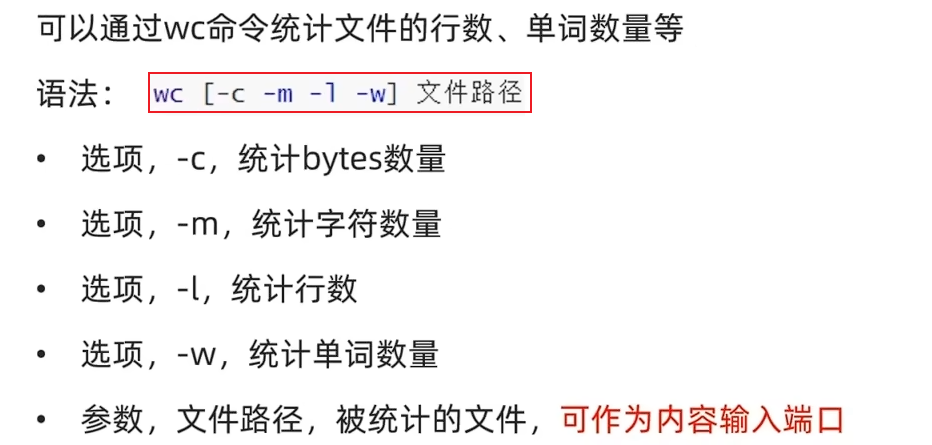 可以通过wc命令统计文件的行数、单词数量等
语法： wc [-c -m -l -w] 文件路径
• 选项，-c，统计bytes数量
• 选项，-m，统计字符数量
• 选项，-l，统计行数
• 选项，-w，统计单词数量
• 参数，文件路径，被统计的文件，可作为内容输入端口